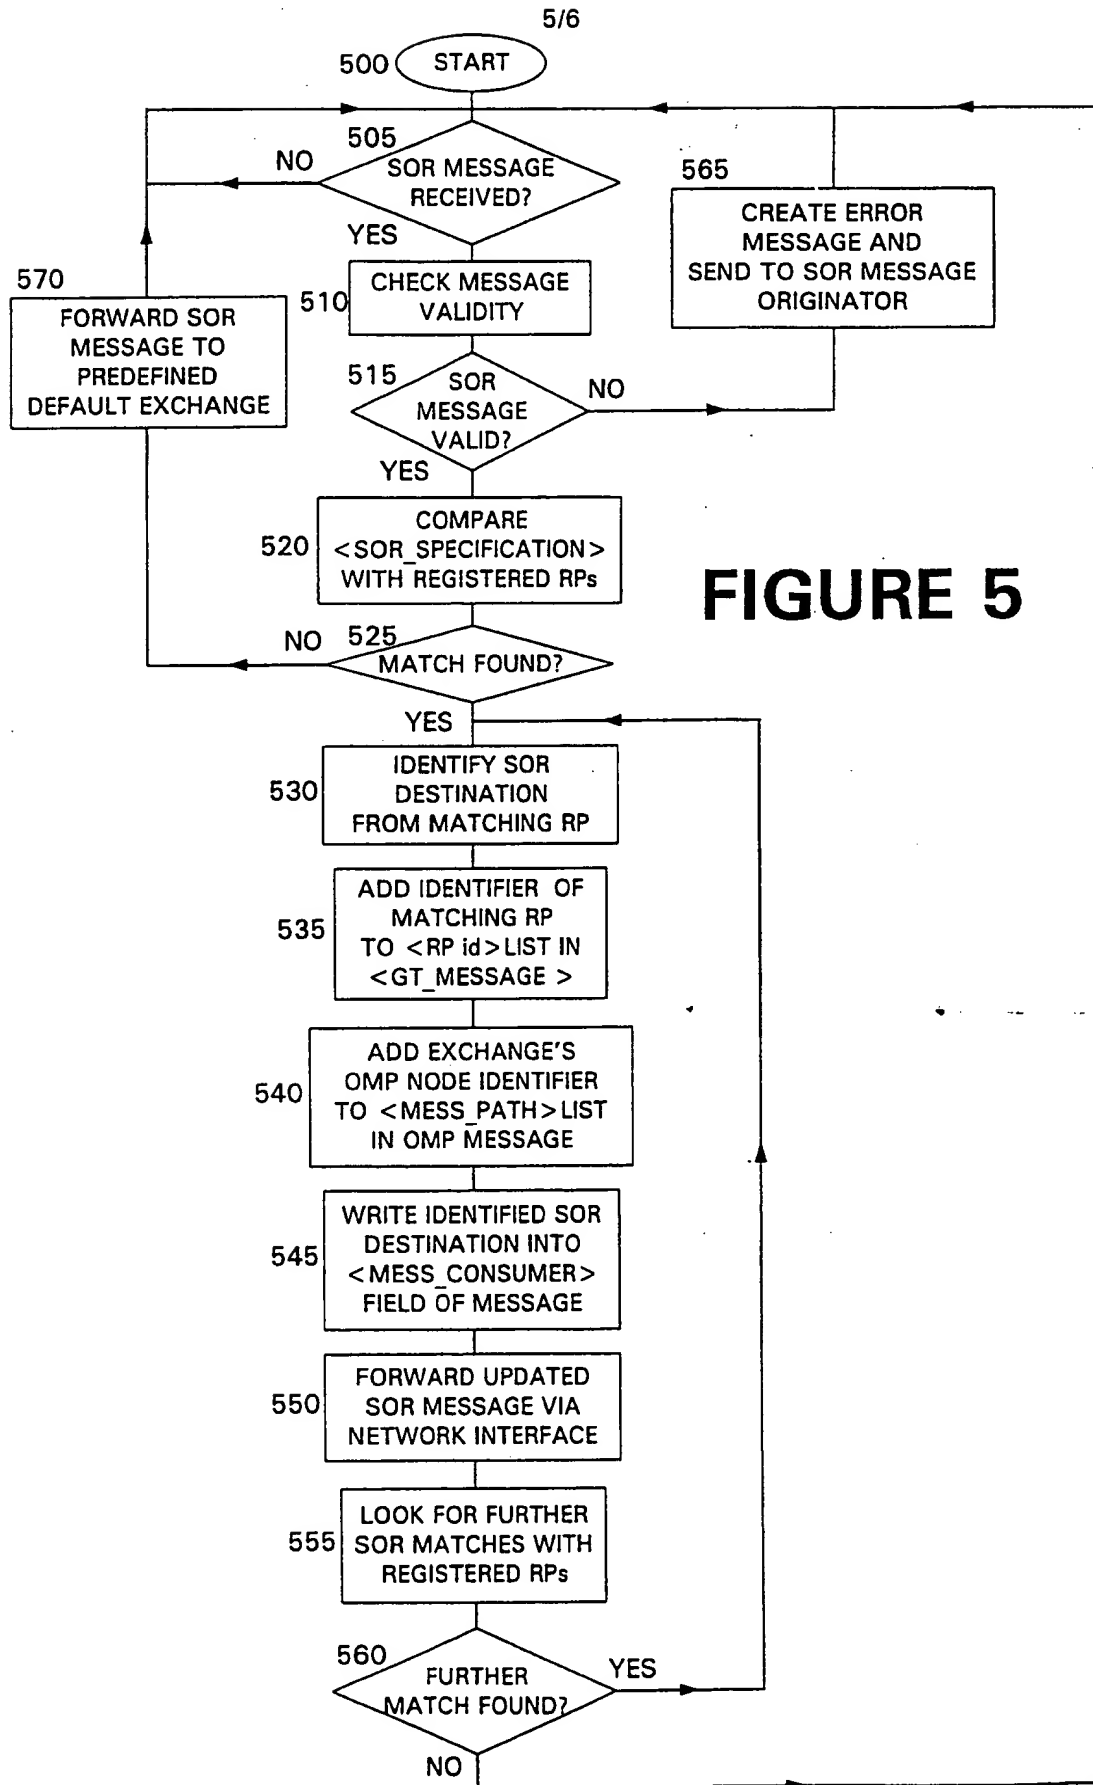 5/6
500
START
505
NO
SOR MESSAGE
RECEIVED?
YES
565
CREATE ERROR
MESSAGE AND
SEND TO SOR MESSAGE
ORIGINATOR
570
FORWARD SOR
MESSAGE TO
PREDEFINED
DEFAULT EXCHANGE
510
CHECK MESSAGE
VALIDITY
515
SOR
MESSAGE
VALID?
NO
YES
520
COMPARE
<SOR_SPECIFICATION>
WITH REGISTERED RPs
FIGURE 5
NO
525
MATCH FOUND?
YES
530
IDENTIFY SOR
DESTINATION
FROM MATCHING RP
535
ADD IDENTIFIER OF
MATCHING RP
TO <RP id> LIST IN
<GT_MESSAGE >
540
ADD EXCHANGE'S
OMP NODE IDENTIFIER
TO <MESS_PATH> LIST
IN OMP MESSAGE
545
WRITE IDENTIFIED SOR
DESTINATION INTO
<MESS_CONSUMER>
FIELD OF MESSAGE
550
FORWARD UPDATED
SOR MESSAGE VIA
NETWORK INTERFACE
555
LOOK FOR FURTHER
SOR MATCHES WITH
REGISTERED RPs
560
FURTHER
MATCH FOUND?
YES
NO